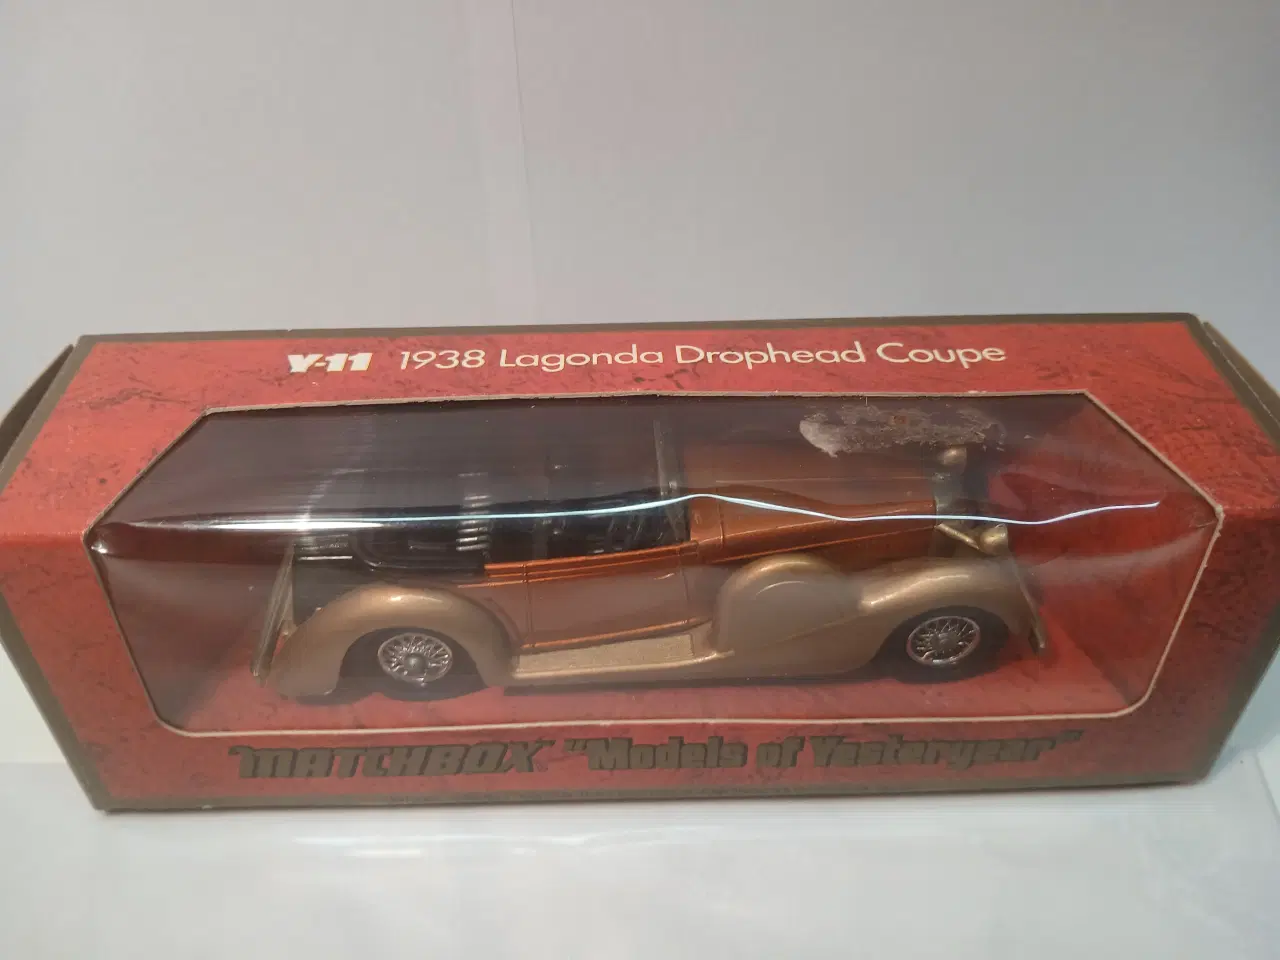 Y-11 1938 Lagonda Drophead Coupe
MATCHBOX "Models of Yesteryear"